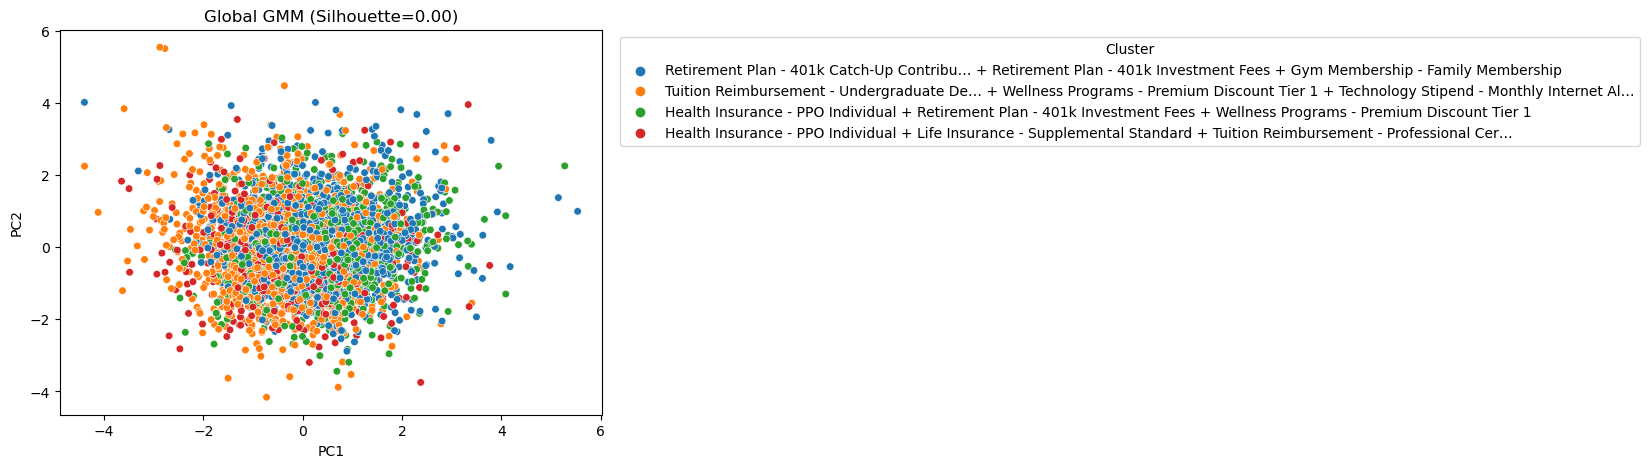 Global GMM (Silhouette=0.00)
6
4
2
0
−2
−4
PC2
−4
−2
0
2
4
6
PC1
Cluster
Retirement Plan - 401k Catch-Up Contribu… + Retirement Plan - 401k Investment Fees + Gym Membership - Family Membership
Tuition Reimbursement - Undergraduate De… + Wellness Programs - Premium Discount Tier 1 + Technology Stipend - Monthly Internet Al…
Health Insurance - PPO Individual + Retirement Plan - 401k Investment Fees + Wellness Programs - Premium Discount Tier 1
Health Insurance - PPO Individual + Life Insurance - Supplemental Standard + Tuition Reimbursement - Professional Cer…